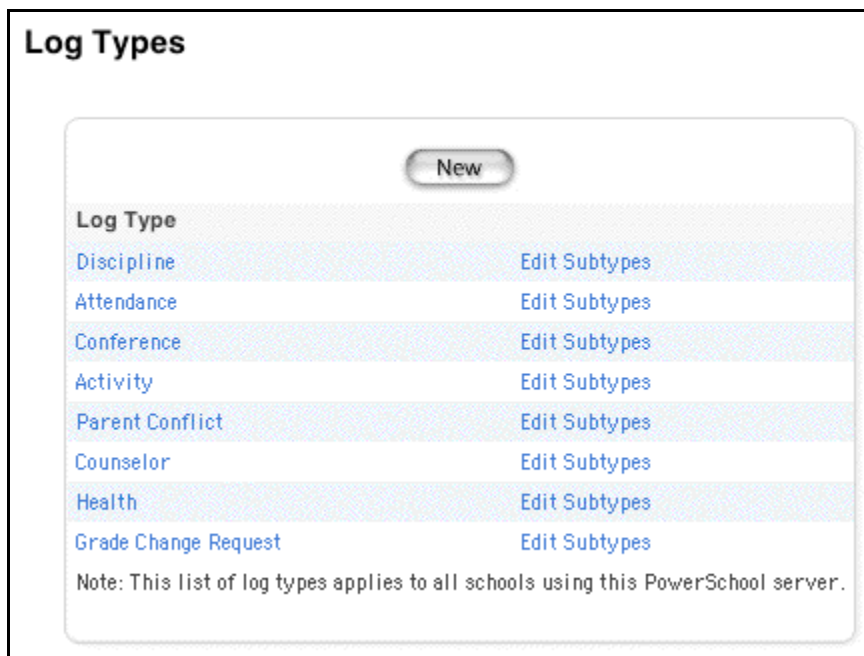 Log Types
New
Log Type
Discipline Edit Subtypes
Attendance Edit Subtypes
Conference Edit Subtypes
Activity Edit Subtypes
Parent Conflict Edit Subtypes
Counselor Edit Subtypes
Health Edit Subtypes
Grade Change Request Edit Subtypes
Note: This list of log types applies to all schools using this PowerSchool server.